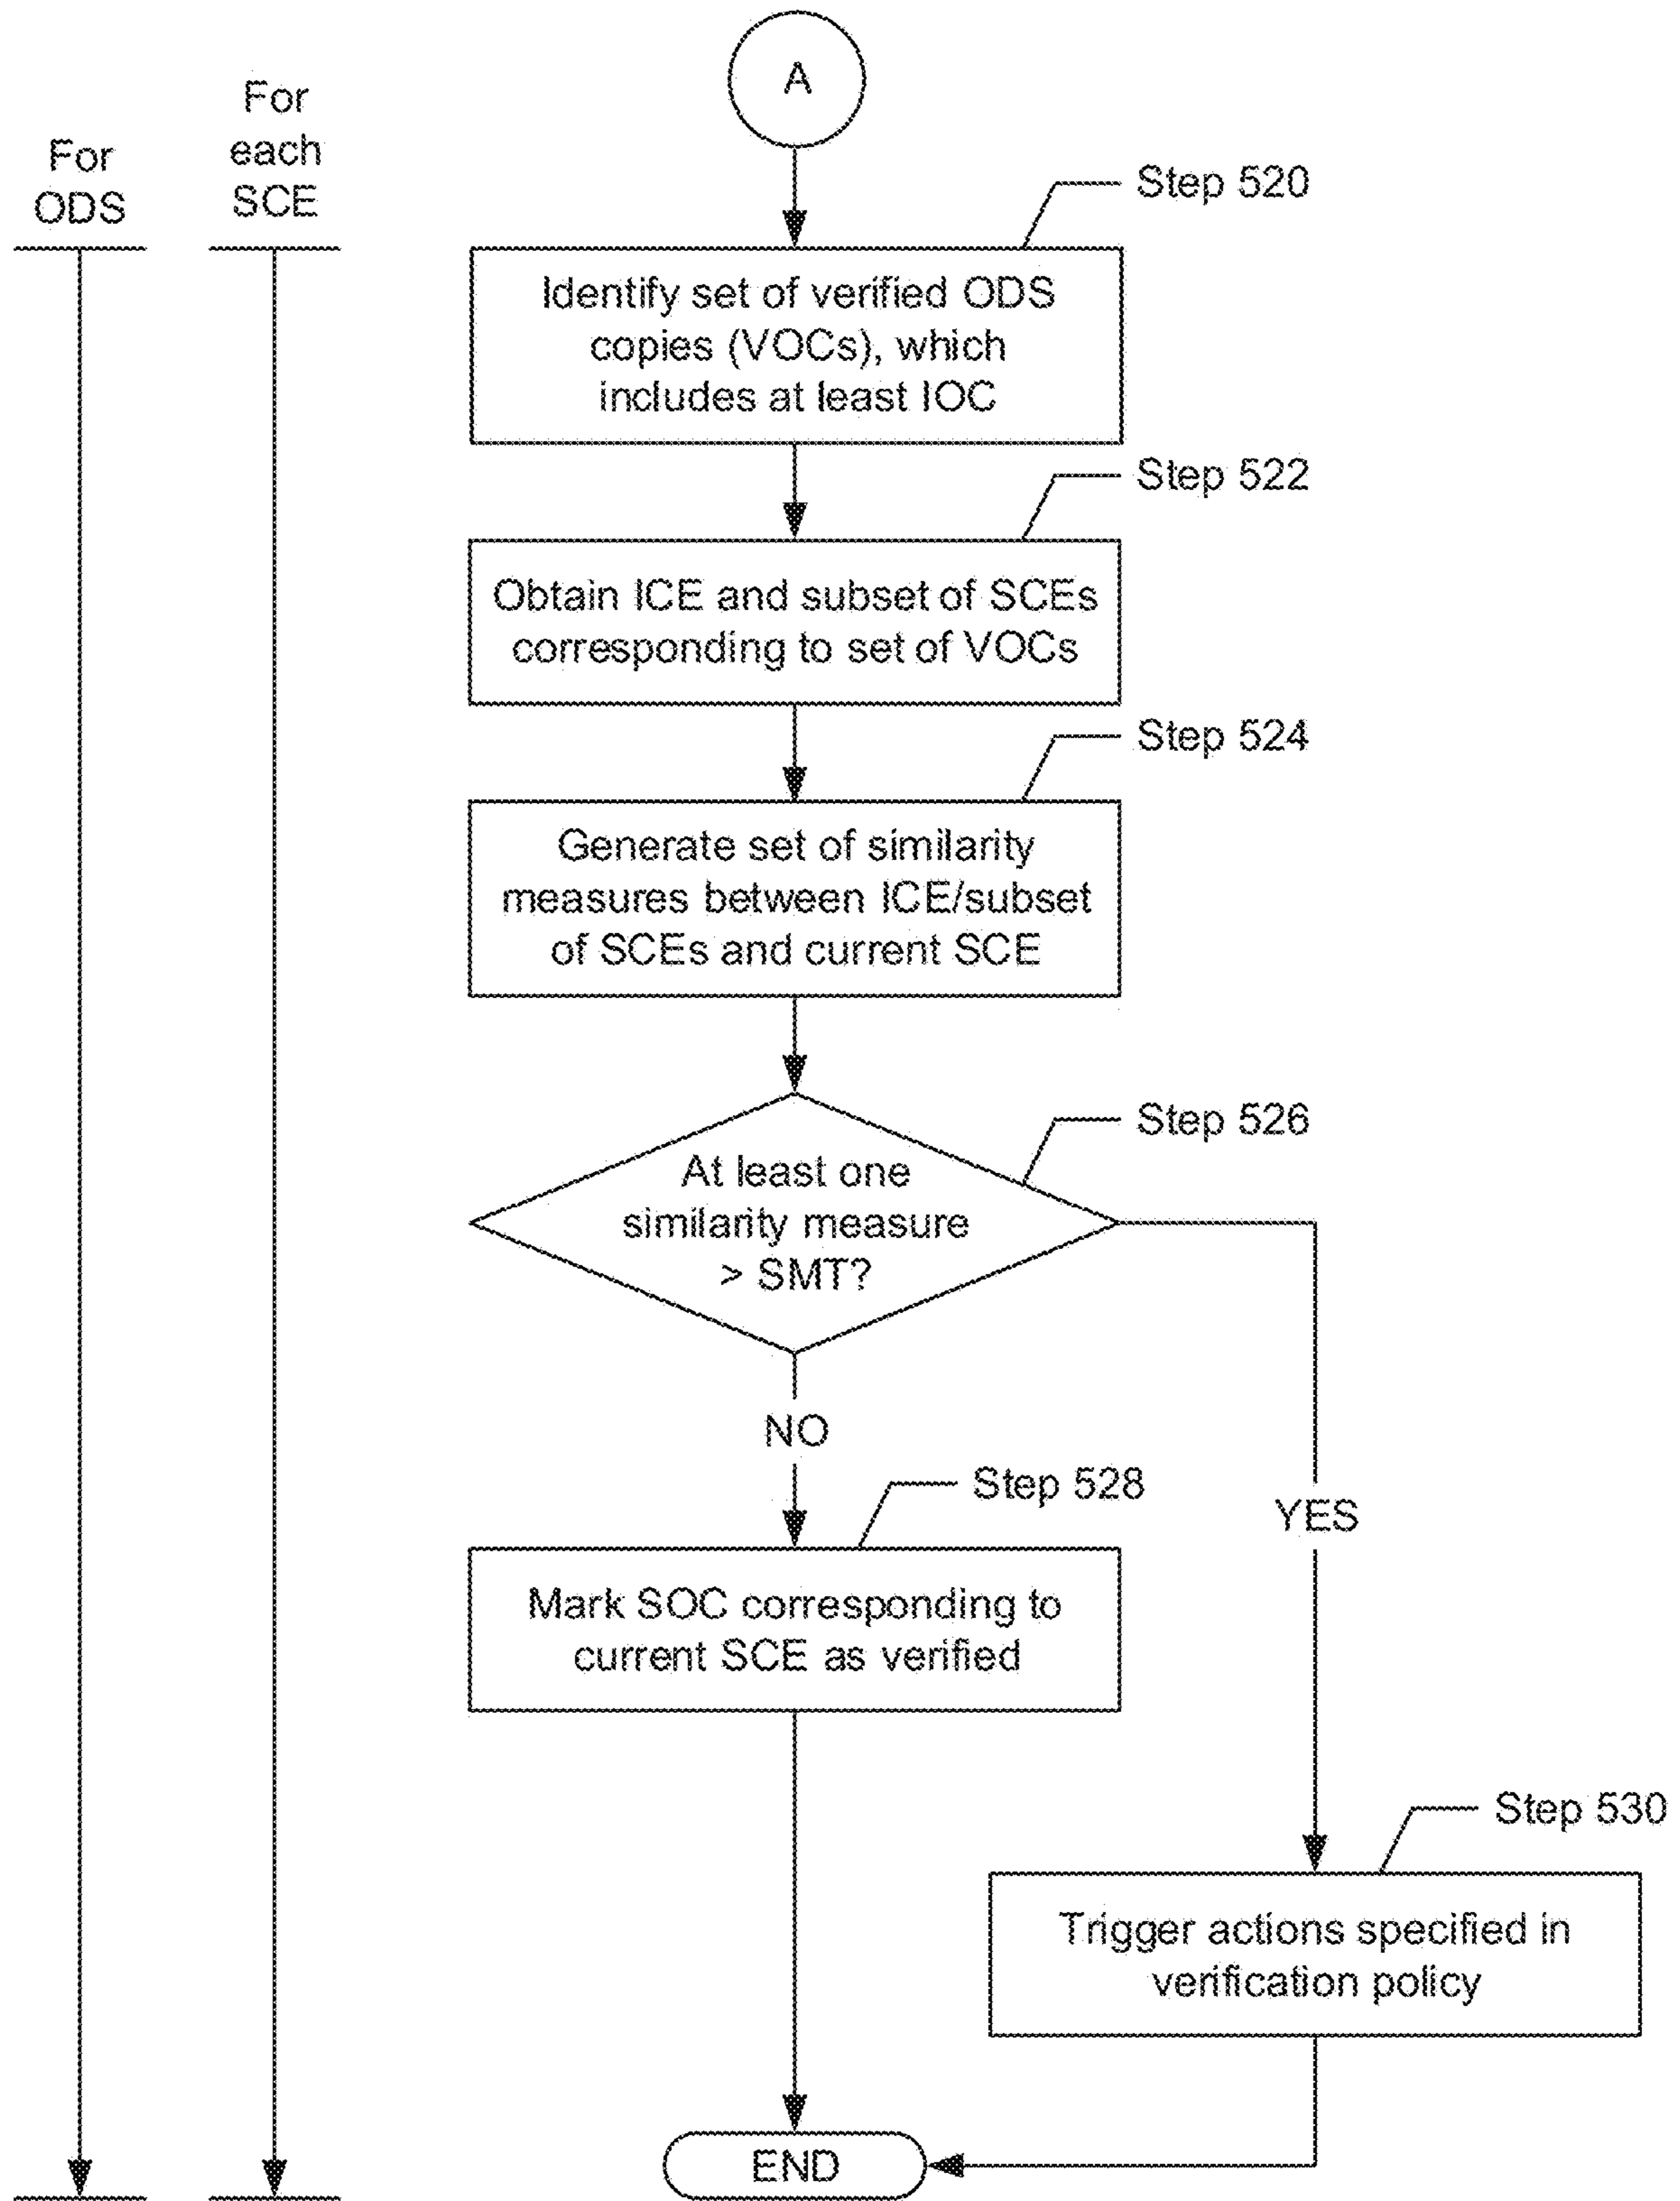 A
For
each
SCE
For
ODS
Step 520
Identify set of verified ODS
copies (VOCs), which
includes at least IOC
Step 522
Obtain ICE and subset of SCEs
corresponding to set of VOCs
Step 524
Generate set of similarity
measures between ICE/subset
of SCEs and current SCE
Step 526
At least one
similarity measure
> SMT?
NO
YES
Step 528
Mark SOC corresponding to
current SCE as verified
Step 530
Trigger actions specified in
verification policy
END